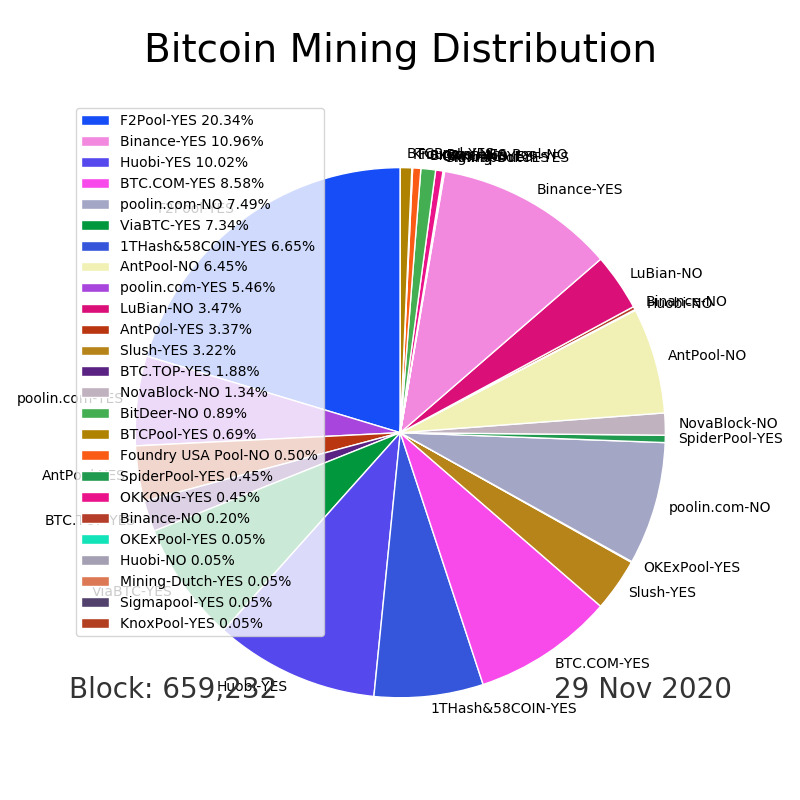 Bitcoin Mining Distribution
F2Pool-YES 20.34%
Binance-YES 10.96%
Huobi-YES 10.02%
BTC.COM-YES 8.58%
poolin.com-NO 7.49%
ViaBTC-YES 7.34%
1THash&58COIN-YES 6.65%
AntPool-NO 6.45%
poolin.com-YES 5.46%
LuBian-NO 3.47%
AntPool-YES 3.37%
Slush-YES 3.22%
BTC.TOP-YES 1.88%
NovaBlock-NO 1.34%
BitDeer-NO 0.89%
BTCPool-YES 0.69%
Foundry USA Pool-NO 0.50%
SpiderPool-YES 0.45%
OKKONG-YES 0.45%
Binance-NO 0.20%
OKExPool-YES 0.05%
Huobi-NO 0.05%
Mining-Dutch-YES 0.05%
Sigmapool-YES 0.05%
KnoxPool-YES 0.05%
Binance-YES
F2Pool-YES
LuBian-NO
Binance-NO
Huobi-NO
AntPool-NO
poolin.com-YES
NovaBlock-NO
SpiderPool-YES
AntPool-YES
poolin.com-NO
BTC.TOP-YES
OKExPool-YES
ViaBTC-YES
Slush-YES
BTC.COM-YES
Huobi-YES
1THash&58COIN-YES
Block: 659,232
29 Nov 2020